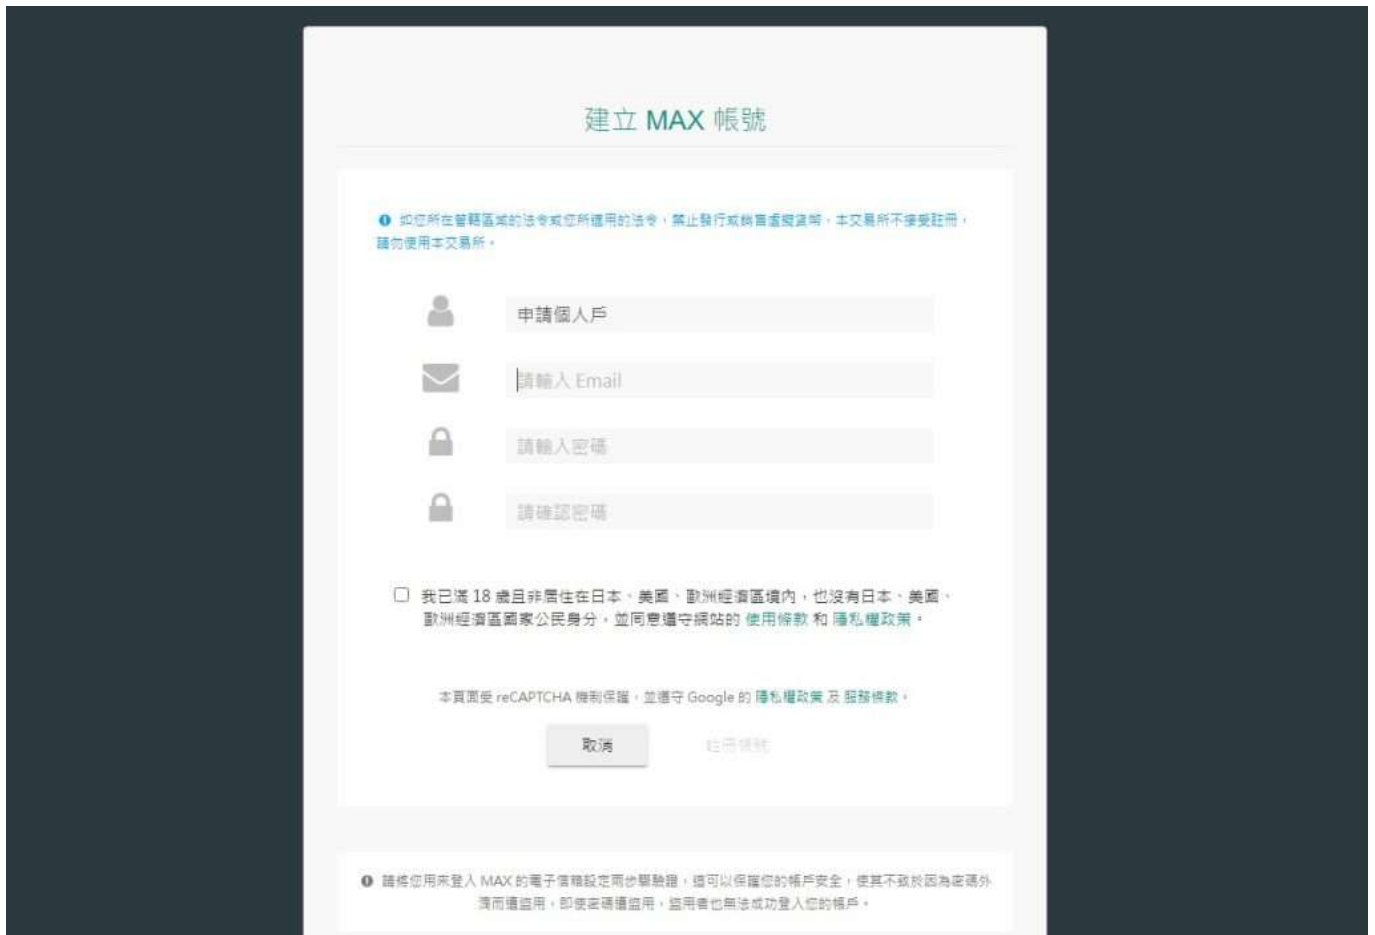 建立 MAX 帳號
如您所在管轄區域的法令或您所適用的法令,禁止發行或銷售虛擬貨幣,本交易所不接受註冊,
請勿使用本交易所。
申請個人戶
請輸入 Email
請輸入密碼
請確認密碼
我已滿 18 歲且非居住在日本、美國、歐洲經濟區境內,也沒有日本、美國、
歐洲經濟區國家公民身分,並同意遵守網站的 使用條款 和 隱私權政策。
本頁面受 reCAPTCHA 機制保護,並遵守 Google 的 隱私權政策 及 服務條款。
取消
註冊帳號
請將您用來登入 MAX 的電子信箱設定兩步驟驗證,這可以保護您的帳戶安全,使其不致於因為密碼外
洩而遭盜用,即使密碼遭盜用,盜用者也無法成功登入您的帳戶。